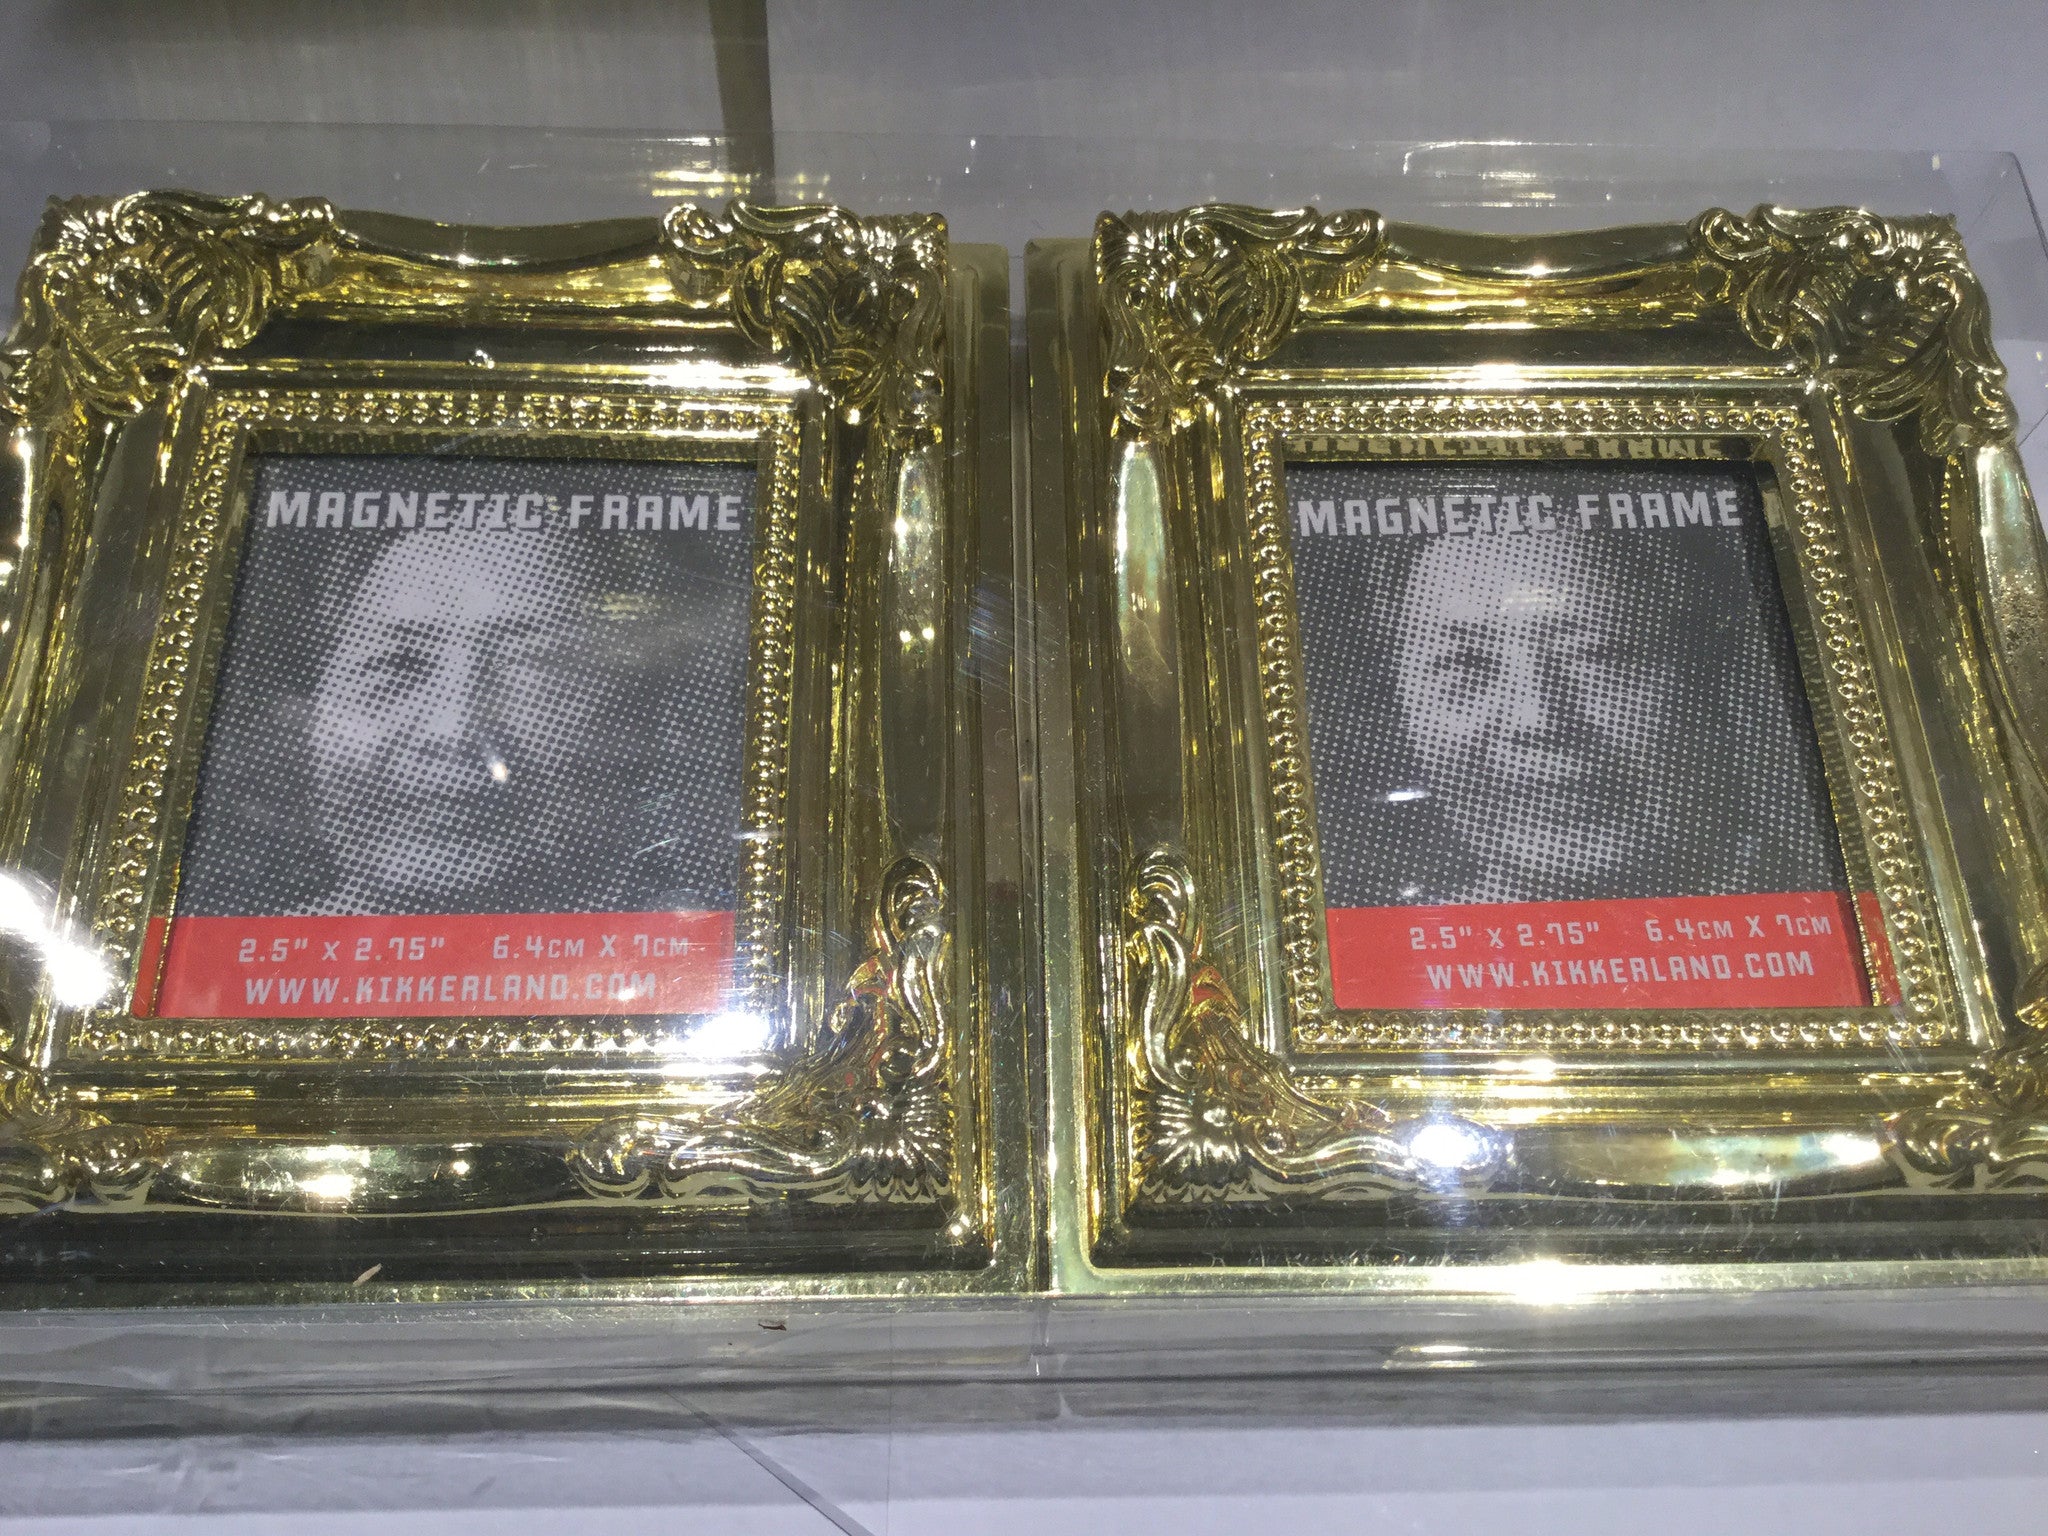 MAGNETIC FRAME
2.5" X 2.75" 6.4CM X 7CM
WWW.KIKKERLAND.COM
MAGNETIC FRAME
2.5" X 2.75" 6.4CM X 7CM
WWW.KIKKERLAND.COM